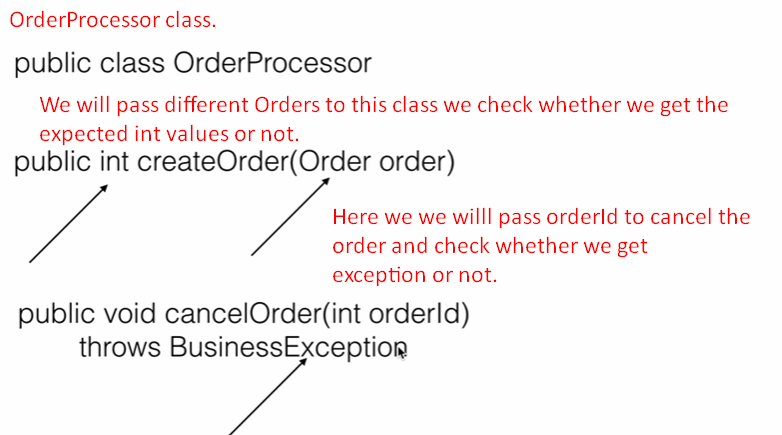 OrderProcessor class.
public class OrderProcessor
We will pass different Orders to this class we check whether we get the
expected int values or not.
public int createOrder(Order order)
Here we we willl pass orderId to cancel the
order and check whether we get
exception or not.
public void cancelOrder(int orderId)
throws BusinessException